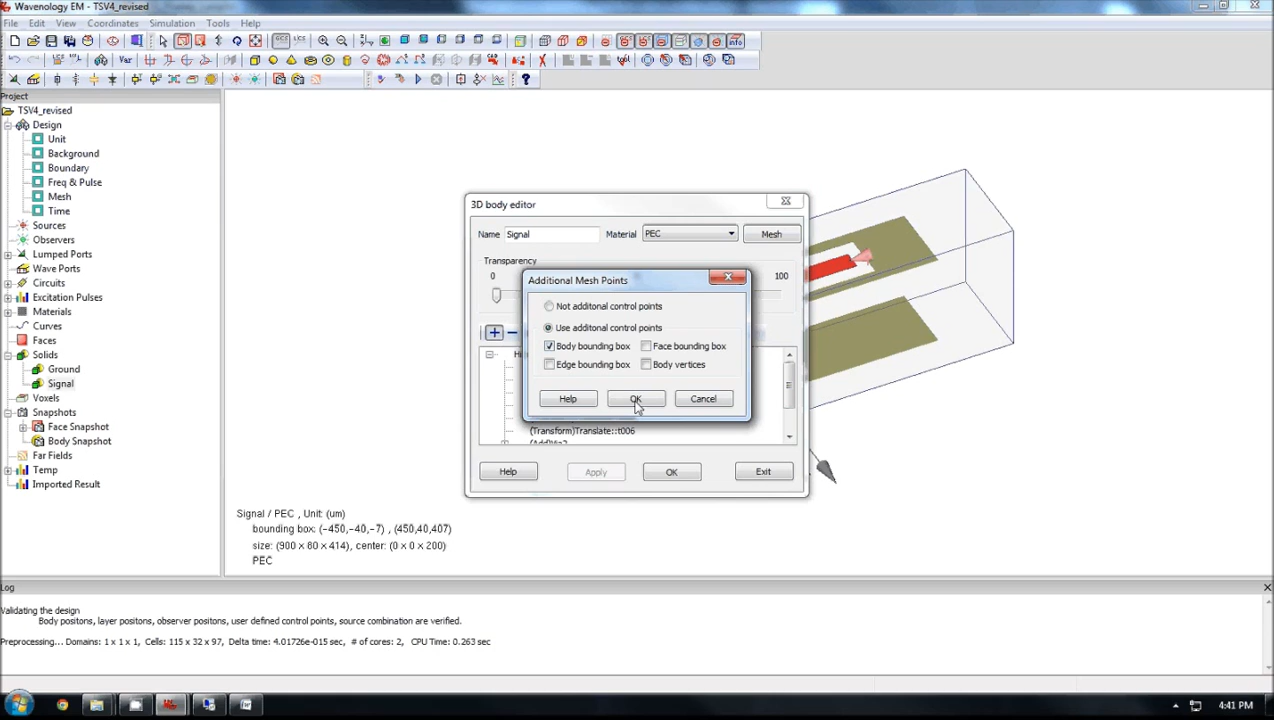 Wavenology EM - TSV4_revised
File Edit View Coordinates Simulation Tools Help
GCS LCS info
Var
Project
TSV4_revised
Design
Unit
Background
Boundary
Freq & Pulse
Mesh
Time
Sources
Observers
Lumped Ports
Wave Ports
Circuits
Excitation Pulses
Materials
Curves
Faces
Solids
Ground
Signal
Voxels
Snapshots
Face Snapshot
Body Snapshot
Far Fields
Temp
Imported Result
3D body editor
Name Signal Material PEC Mesh
Transparency
0 100
Additional Mesh Points
Not additonal control points
Use additonal control points
Body bounding box Face bounding box
Edge bounding box Body vertices
Help OK Cancel
(Transform)Translate::t006
(Add)Via2
Help Apply OK Exit
Signal / PEC , Unit: (um)
bounding box: (-450,-40,-7) , (450,40,407)
size: (900 x 80 x 414), center: (0 x 0 x 200)
PEC
Log
Validating the design
Body positons, layer positons, observer positons, user defined control points, source combination are verified.
Preprocessing... Domains: 1 x 1 x 1, Cells: 115 x 32 x 97, Delta time: 4.01726e-015 sec, # of cores: 2, CPU Time: 0.263 sec
4:41 PM